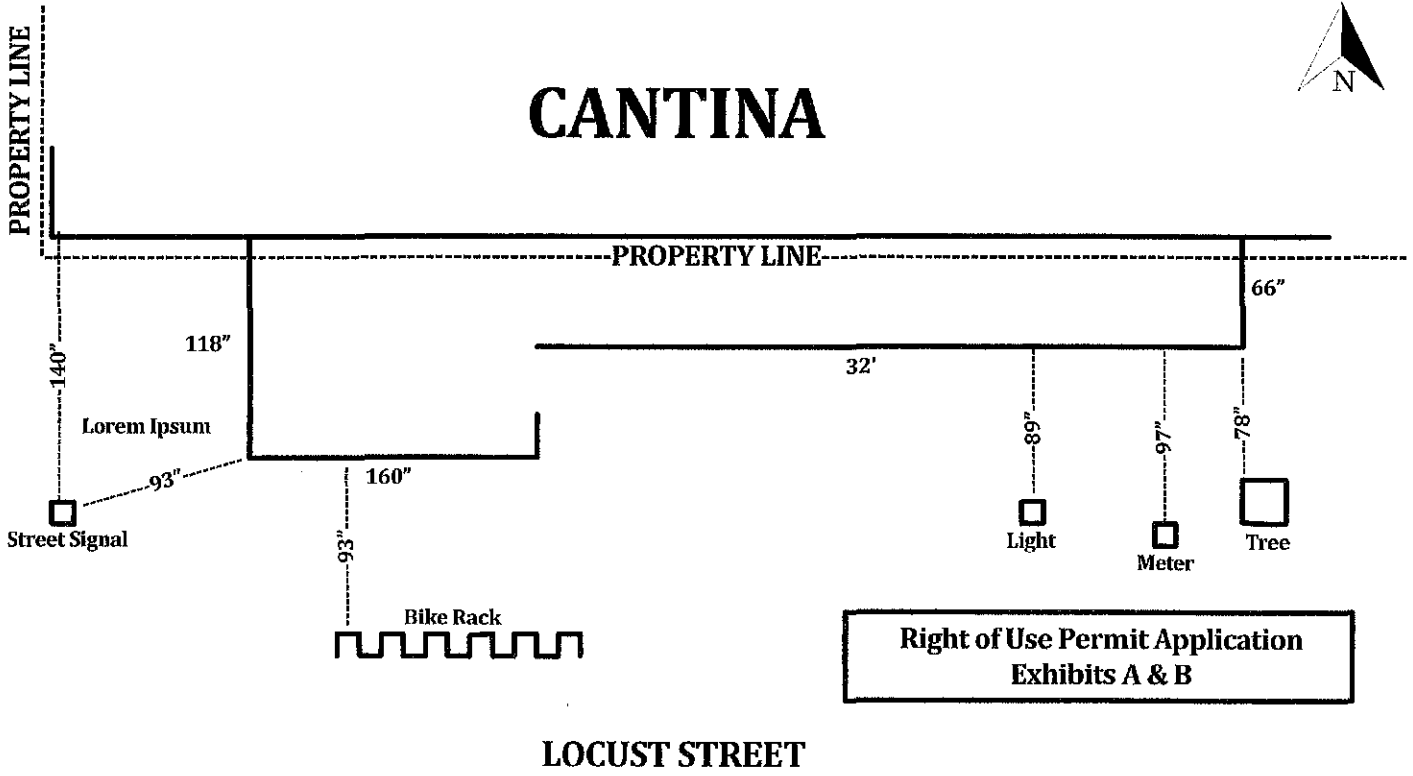 PROPERTY LINE
CANTINA
N
PROPERTY LINE
66”
118”
140”
32'
Lorem Ipsum
89”
97”
78”
93”
160”
Street Signal
93”
Light
Meter
Tree
Bike Rack
Right of Use Permit Application
Exhibits A & B
LOCUST STREET